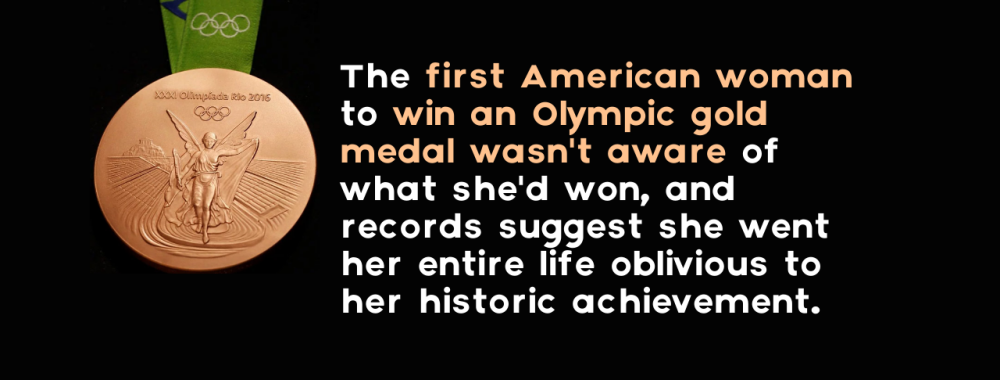 XXXI Olimpíada Rio 2016
The first American woman
to win an Olympic gold
medal wasn't aware of
what she'd won, and
records suggest she went
her entire life oblivious to
her historic achievement.